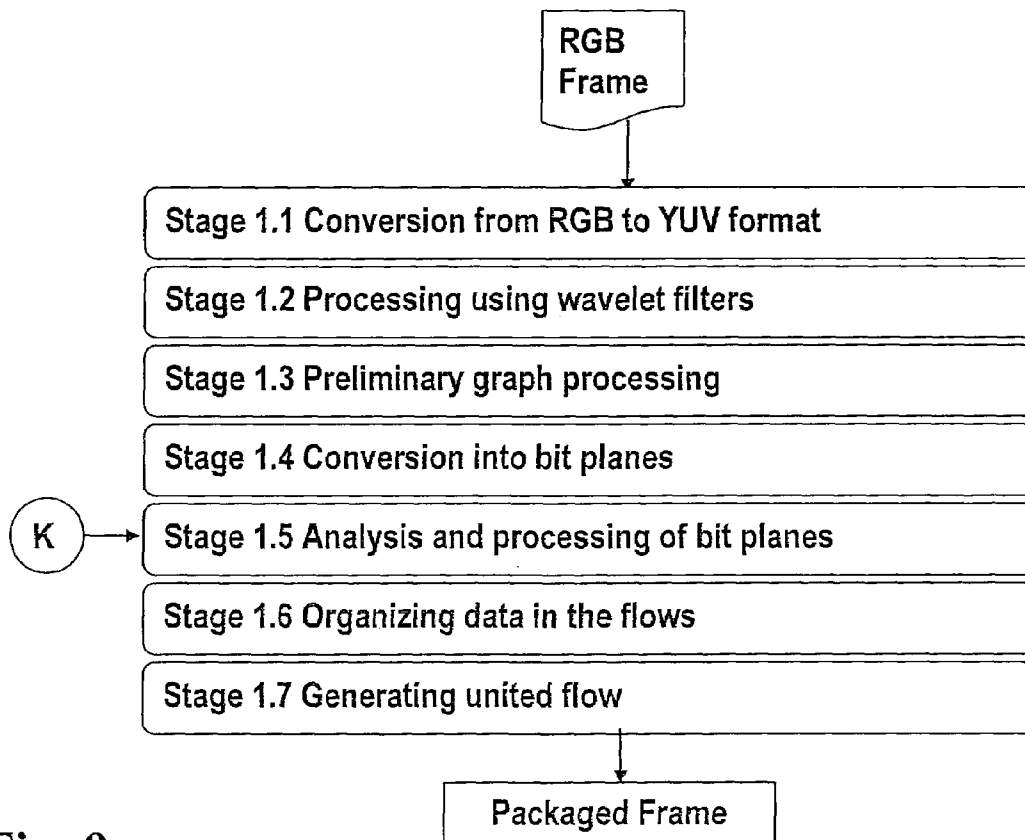 RGB
Frame
Stage 1.1 Conversion from RGB to YUV format
Stage 1.2 Processing using wavelet filters
Stage 1.3 Preliminary graph processing
Stage 1.4 Conversion into bit planes
K
Stage 1.5 Analysis and processing of bit planes
Stage 1.6 Organizing data in the flows
Stage 1.7 Generating united flow
Packaged Frame